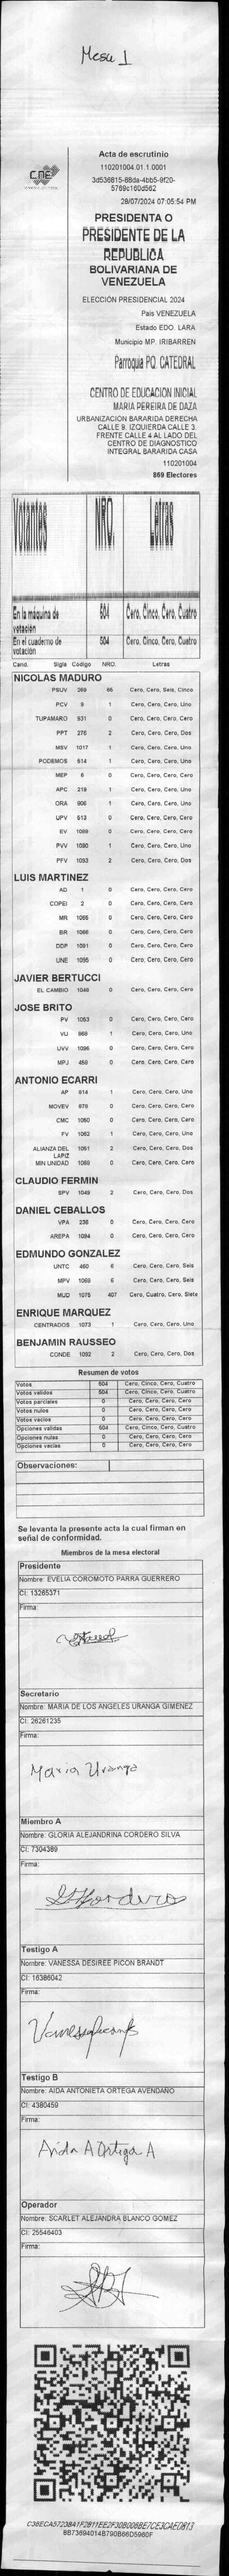 Mesa 1
CNE
Acta de escrutinio
110201004.01.1.0001
3d536815-88da-4bb5-9f20-
5769c160d562
28/07/2024 07:05:54 PM
PRESIDENTA O
PRESIDENTE DE LA
REPUBLICA
BOLIVARIANA DE
VENEZUELA
ELECCIÓN PRESIDENCIAL 2024
País VENEZUELA
Estado EDO. LARA
Municipio MP. IRIBARREN
Parroquia PQ. CATEDRAL
CENTRO DE EDUCACION INICIAL
MARIA PEREIRA DE DAZA
URBANIZACION BARARIDA DERECHA
CALLE 9. IZQUIERDA CALLE 3.
FRENTE CALLE 4 AL LADO DEL
CENTRO DE DIAGNOSTICO
INTEGRAL BARARIDA CASA
110201004
869 Electores
Votantes NRO. Letras
En la máquina de votación 504 Cero, Cinco, Cero, Cuatro
En el cuaderno de votación 504 Cero, Cinco, Cero, Cuatro
Cand. Sigla Codigo NRO. Letras
NICOLAS MADURO
PSUV 269 65 Cero, Cero, Seis, Cinco
PCV 9 1 Cero, Cero, Cero, Uno
TUPAMARO 931 0 Cero, Cero, Cero, Cero
PPT 276 2 Cero, Cero, Cero, Dos
MSV 1017 1 Cero, Cero, Cero, Uno
PODEMOS 614 1 Cero, Cero, Cero, Uno
MEP 6 0 Cero, Cero, Cero, Cero
APC 219 1 Cero, Cero, Cero, Uno
ORA 906 1 Cero, Cero, Cero, Uno
UPV 513 0 Cero, Cero, Cero, Cero
EV 1089 0 Cero, Cero, Cero, Cero
PVV 1090 1 Cero, Cero, Cero, Uno
PFV 1093 2 Cero, Cero, Cero, Dos
LUIS MARTINEZ
AD 1 0 Cero, Cero, Cero, Cero
COPEI 2 0 Cero, Cero, Cero, Cero
MR 1065 0 Cero, Cero, Cero, Cero
BR 1066 0 Cero, Cero, Cero, Cero
DDP 1091 0 Cero, Cero, Cero, Cero
UNE 1095 0 Cero, Cero, Cero, Cero
JAVIER BERTUCCI
EL CAMBIO 1046 0 Cero, Cero, Cero, Cero
JOSE BRITO
PV 1053 0 Cero, Cero, Cero, Cero
VU 868 1 Cero, Cero, Cero, Uno
UVV 1096 0 Cero, Cero, Cero, Cero
MPJ 459 0 Cero, Cero, Cero, Cero
ANTONIO ECARRI
AP 914 1 Cero, Cero, Cero, Uno
MOVEV 979 0 Cero, Cero, Cero, Cero
CMC 1060 0 Cero, Cero, Cero, Cero
FV 1062 1 Cero, Cero, Cero, Uno
ALIANZA DEL LAPIZ 1051 2 Cero, Cero, Cero, Dos
MIN UNIDAD 1069 0 Cero, Cero, Cero, Cero
CLAUDIO FERMIN
SPV 1049 2 Cero, Cero, Cero, Dos
DANIEL CEBALLOS
VPA 236 0 Cero, Cero, Cero, Cero
AREPA 1094 0 Cero, Cero, Cero, Cero
EDMUNDO GONZALEZ
UNTC 460 6 Cero, Cero, Cero, Seis
MPV 1069 6 Cero, Cero, Cero, Seis
MUD 1075 407 Cero, Cuatro, Cero, Siete
ENRIQUE MARQUEZ
CENTRADOS 1073 1 Cero, Cero, Cero, Uno
BENJAMIN RAUSSEO
CONDE 1092 2 Cero, Cero, Cero, Dos
Resumen de votos
Votos 504 Cero, Cinco, Cero, Cuatro
Votos validos 504 Cero, Cinco, Cero, Cuatro
Votos parciales 0 Cero, Cero, Cero, Cero
Votos nulos 0 Cero, Cero, Cero, Cero
Votos vacios 0 Cero, Cero, Cero, Cero
Opciones validas 504 Cero, Cinco, Cero, Cuatro
Opciones nulas 0 Cero, Cero, Cero, Cero
Opciones vacias 0 Cero, Cero, Cero, Cero
Observaciones:
Se levanta la presente acta la cual firman en
señal de conformidad.
Miembros de la mesa electoral
Presidente
Nombre: EVELIA COROMOTO PARRA GUERRERO
CI: 13265371
Firma:
Secretario
Nombre: MARIA DE LOS ANGELES URANGA GIMENEZ
CI: 26261235
Firma:
Maria Uranga
Miembro A
Nombre: GLORIA ALEJANDRINA CORDERO SILVA
CI: 7304389
Firma:
Testigo A
Nombre: VANESSA DESIREE PICON BRANDT
CI: 16386042
Firma:
Testigo B
Nombre: AIDA ANTONIETA ORTEGA AVENDAÑO
CI: 4380459
Firma:
Aida A Ortega A
Operador
Nombre: SCARLET ALEJANDRA BLANCO GOMEZ
CI: 25546403
Firma: